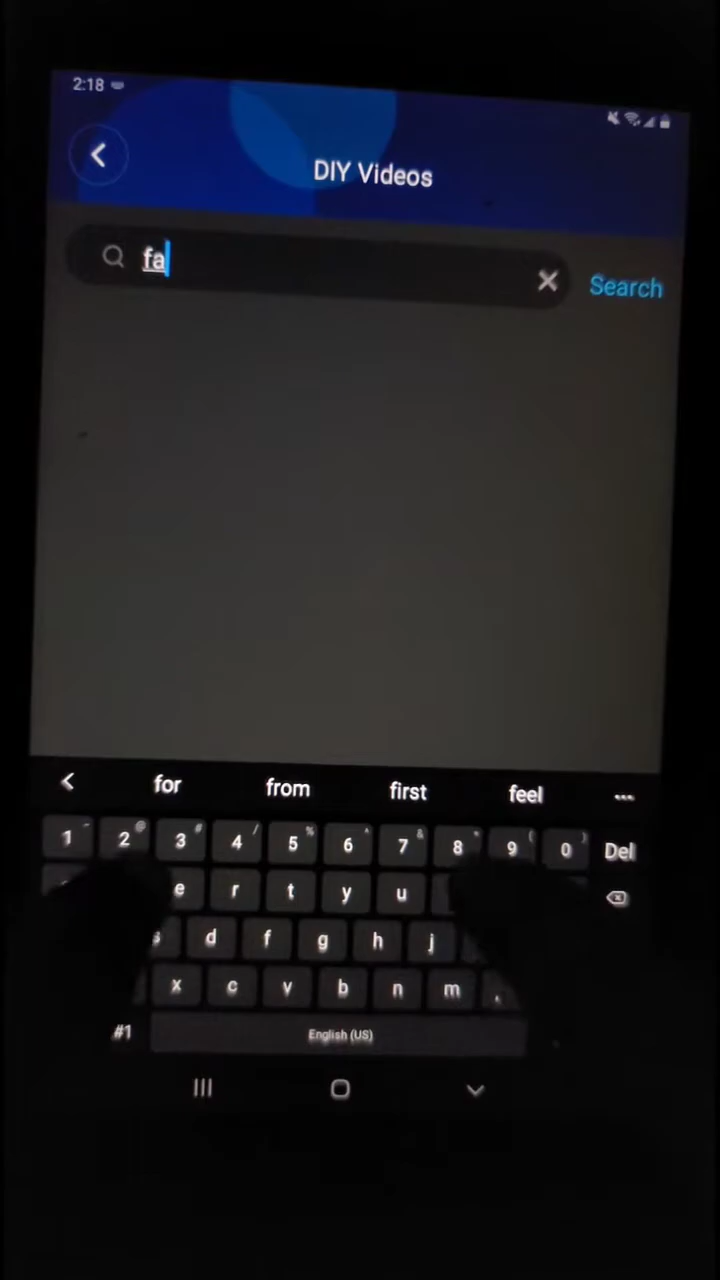 2:18
DIY Videos
fa
Search
for from first feel ...
1 2 3 4 5 6 7 8 9 0 Del
e r t y u
s d f g h j
x c v b n m ,
#1 English (US)